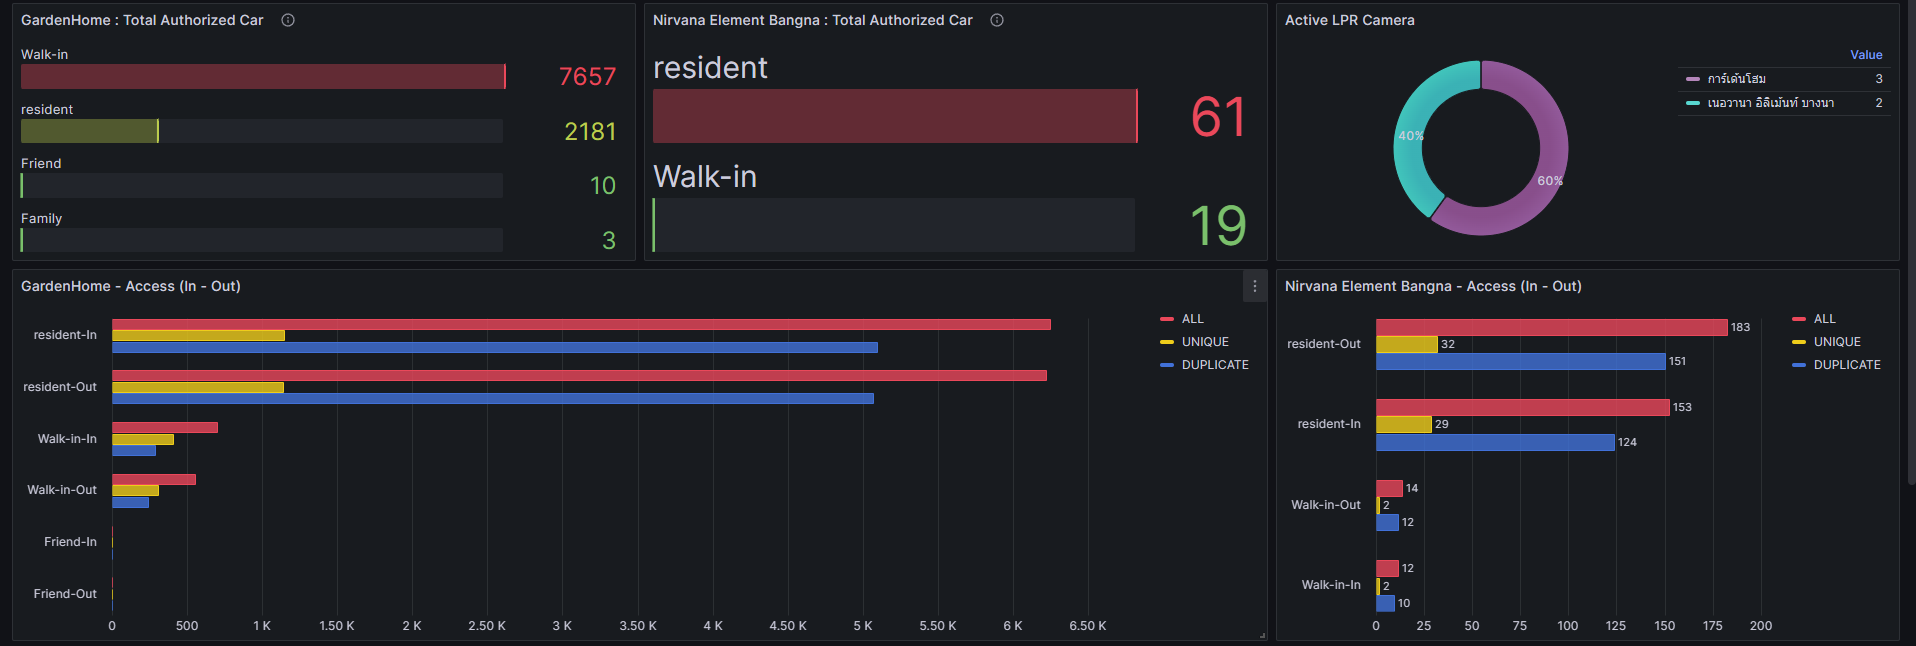 GardenHome : Total Authorized Car
Walk-in
7657
resident
2181
Friend
10
Family
3
Nirvana Element Bangna : Total Authorized Car
resident
61
Walk-in
19
Active LPR Camera
Value
การ์เด้นโฮม 3
เนอวานา อิลิเม้นท์ บางนา 2
40%
60%
GardenHome - Access (In - Out)
resident-In
resident-Out
Walk-in-In
Walk-in-Out
Friend-In
Friend-Out
0 500 1 K 1.50 K 2 K 2.50 K 3 K 3.50 K 4 K 4.50 K 5 K 5.50 K 6 K 6.50 K
ALL
UNIQUE
DUPLICATE
Nirvana Element Bangna - Access (In - Out)
183
resident-Out 32
151
153
resident-In 29
124
14
Walk-in-Out 2
12
12
Walk-in-In 2
10
0 25 50 75 100 125 150 175 200
ALL
UNIQUE
DUPLICATE